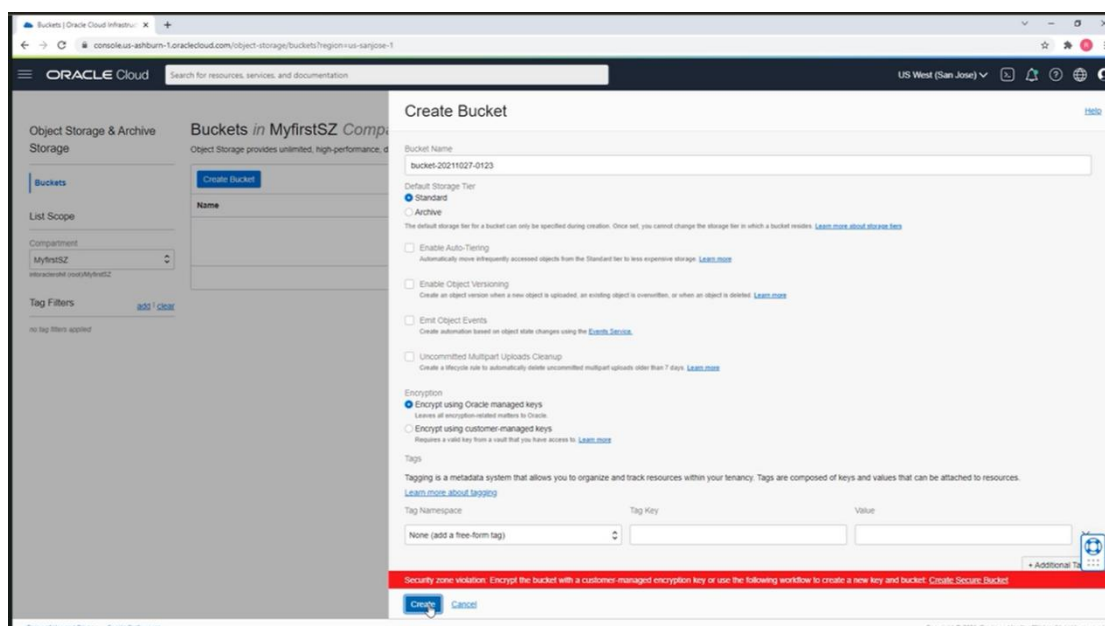 Buckets | Oracle Cloud Infrastruc
console.us-ashburn-1.oraclecloud.com/object-storage/buckets?region=us-sanjose-1
ORACLE Cloud
Search for resources, services, and documentation
US West (San Jose)
Object Storage & Archive
Storage
Buckets
List Scope
Compartment
MyfirstSZ
Tag Filters
add | clear
no tag filters applied
Buckets in MyfirstSZ
Object Storage provides unlimited, high-performance,
Create Bucket
Name
Create Bucket
Help
Bucket Name
bucket-20211027-0123
Default Storage Tier
Standard
Archive
The default storage tier for a bucket can only be specified during creation. Once set, you cannot change the storage tier in which a bucket resides. Learn more about storage tiers
Enable Auto-Tiering
Automatically move infrequently accessed objects from the Standard tier to less expensive storage. Learn more
Enable Object Versioning
Create an object version when a new object is uploaded, an existing object is overwritten, or when an object is deleted. Learn more
Emit Object Events
Create automation based on object state changes using the Events Service.
Uncommitted Multipart Uploads Cleanup
Create a lifecycle rule to automatically delete uncommitted multipart uploads older than 7 days. Learn more
Encryption
Encrypt using Oracle managed keys
Leaves all encryption-related matters to Oracle.
Encrypt using customer-managed keys
Requires a valid key from a vault that you have access to. Learn more
Tags
Tagging is a metadata system that allows you to organize and track resources within your tenancy. Tags are composed of keys and values that can be attached to resources.
Learn more about tagging
Tag Namespace
Tag Key
Value
None (add a free-form tag)
+ Additional Ta
Security zone violation: Encrypt the bucket with a customer-managed encryption key or use the following workflow to create a new key and bucket: Create Secure Bucket
Create
Cancel